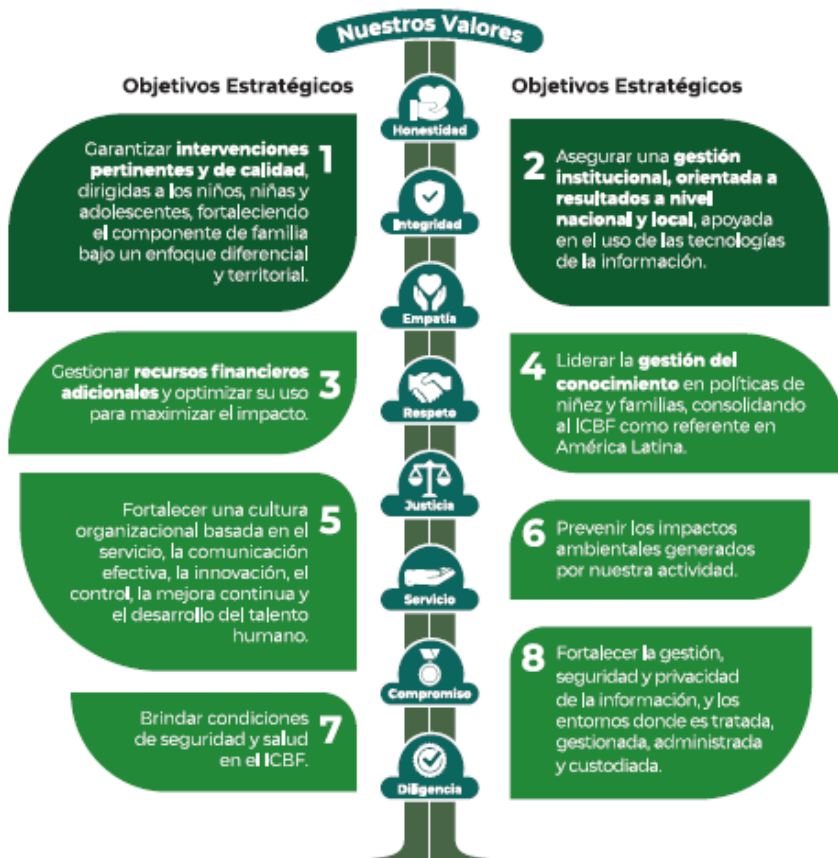 Nuestros Valores
Objetivos Estratégicos
Objetivos Estratégicos
Honestidad
1
Garantizar intervenciones
pertinentes y de calidad,
dirigidas a los niños, niñas y
adolescentes, fortaleciendo
el componente de familia
bajo un enfoque diferencial
y territorial.
2
Asegurar una gestión
institucional, orientada a
resultados a nivel
nacional y local, apoyada
en el uso de las tecnologías
de la información.
Integridad
Empatía
3
Gestionar recursos financieros
adicionales y optimizar su uso
para maximizar el impacto.
4
Liderar la gestión del
conocimiento en políticas de
niñez y familias, consolidando
al ICBF como referente en
América Latina.
Respeto
Justicia
5
Fortalecer una cultura
organizacional basada en el
servicio, la comunicación
efectiva, la innovación, el
control, la mejora continua y
el desarrollo del talento
humano.
6
Prevenir los impactos
ambientales generados
por nuestra actividad.
Servicio
Compromiso
7
Brindar condiciones
de seguridad y salud
en el ICBF.
8
Fortalecer la gestión,
seguridad y privacidad
de la información, y los
entornos donde es tratada,
gestionada, administrada
y custodiada.
Diligencia